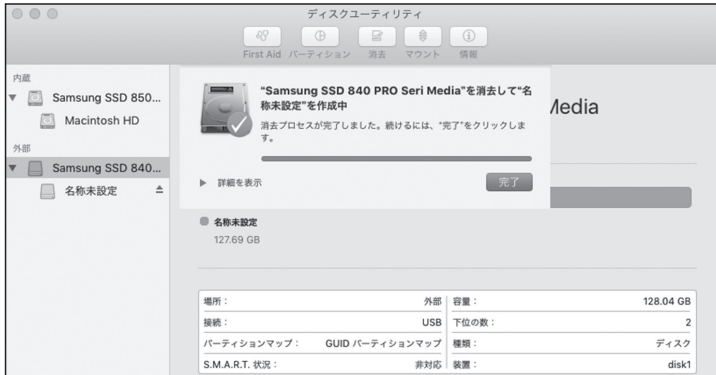 ディスクユーティリティ
First Aid パーティション 消去 マウント 情報
内蔵
Samsung SSD 850...
Macintosh HD
外部
Samsung SSD 840...
名称未設定
"Samsung SSD 840 PRO Seri Media"を消去して"名
称未設定"を作成中
消去プロセスが完了しました。続けるには、"完了"をクリックしま
す。
詳細を表示
完了
Media
名称未設定
127.69 GB
場所： 外部 容量： 128.04 GB
接続： USB 下位の数： 2
パーティションマップ： GUID パーティションマップ 種類： ディスク
S.M.A.R.T. 状況： 非対応 装置： disk1